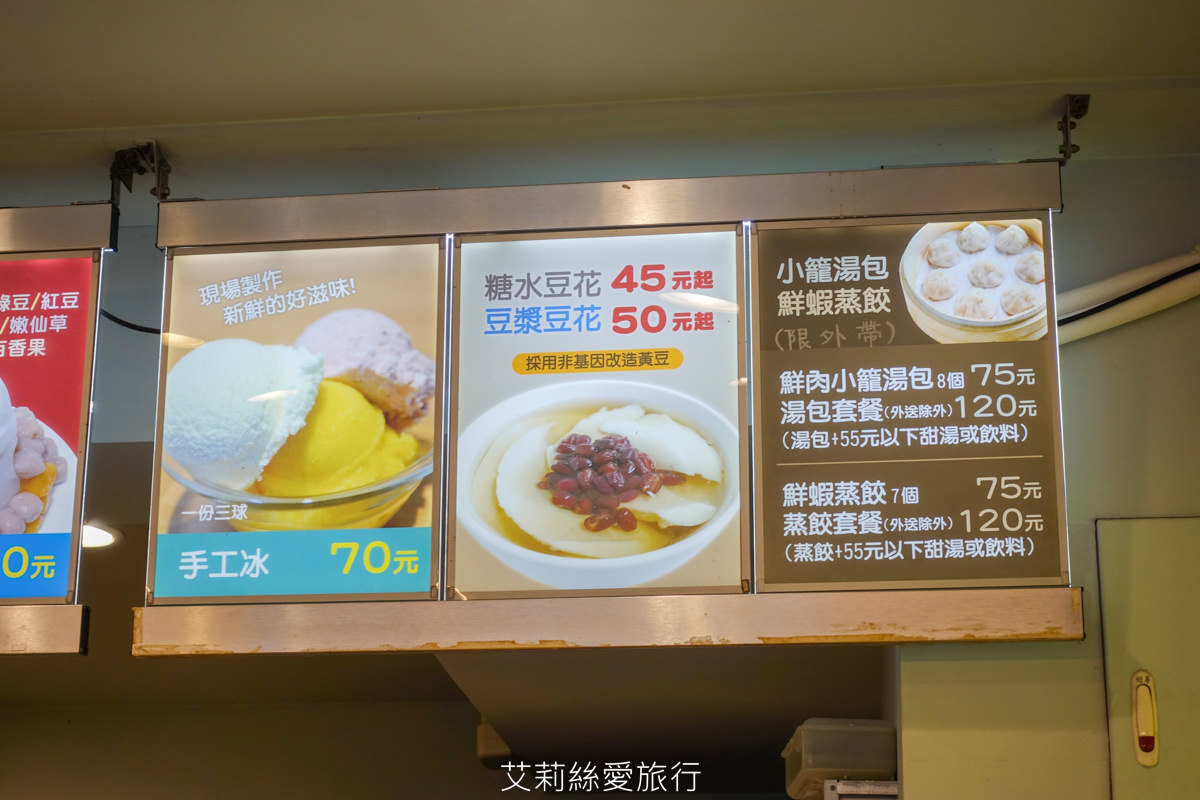 綠豆/紅豆
/嫩仙草
百香果
0元
現場製作
新鮮的好滋味!
一份三球
手工冰 70元
糖水豆花 45元起
豆漿豆花 50元起
採用非基因改造黃豆
小籠湯包
鮮蝦蒸餃
(限外帶)
鮮肉小籠湯包8個 75元
湯包套餐(外送除外)120元
(湯包+55元以下甜湯或飲料)
鮮蝦蒸餃7個 75元
蒸餃套餐(外送除外)120元
(蒸餃+55元以下甜湯或飲料)
艾莉絲愛旅行